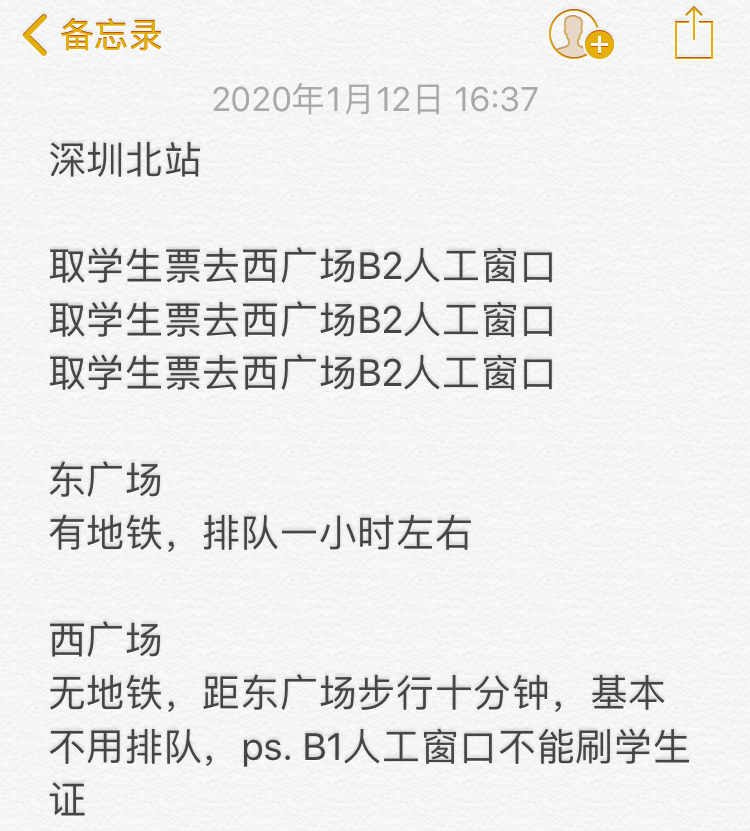 备忘录
2020年1月12日 16:37
深圳北站
取学生票去西广场B2人工窗口
取学生票去西广场B2人工窗口
取学生票去西广场B2人工窗口
东广场
有地铁，排队一小时左右
西广场
无地铁，距东广场步行十分钟，基本
不用排队，ps. B1人工窗口不能刷学生
证